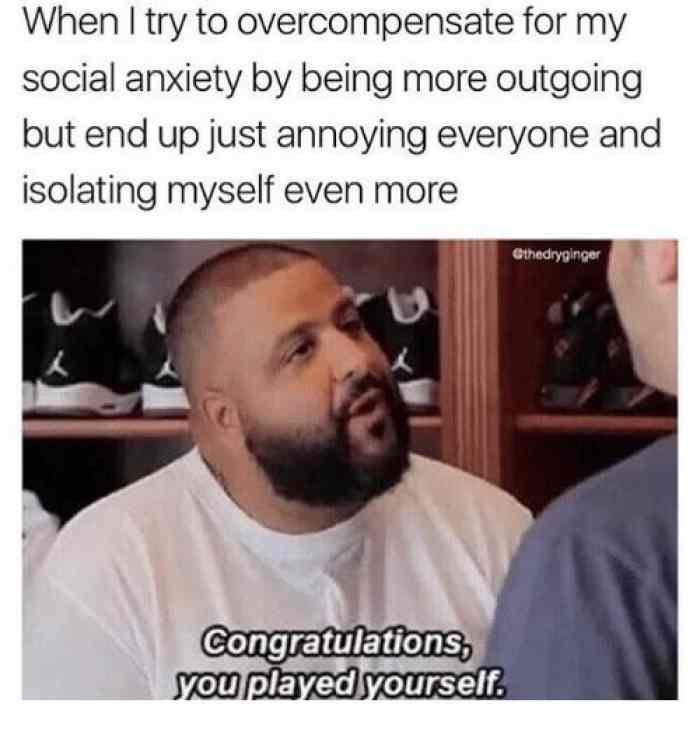 When I try to overcompensate for my
social anxiety by being more outgoing
but end up just annoying everyone and
isolating myself even more
@thedryginger
Congratulations,
you played yourself.